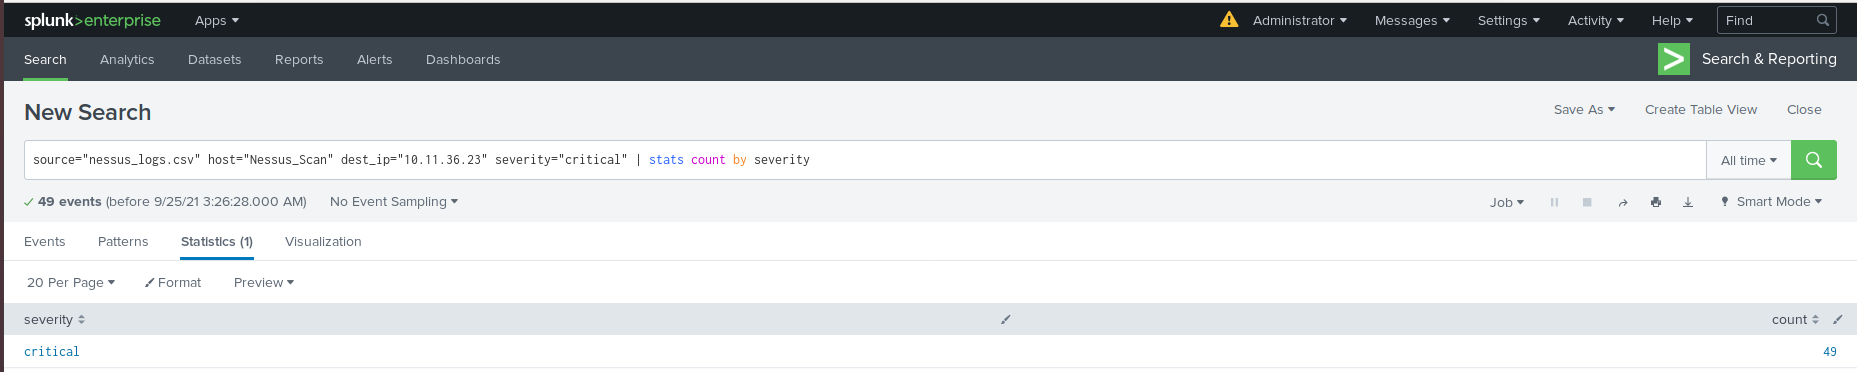 splunk>enterprise Apps Administrator Messages Settings Activity Help Find
Search Analytics Datasets Reports Alerts Dashboards Search & Reporting
New Search Save As Create Table View Close
source="nessus_logs.csv" host="Nessus_Scan" dest_ip="10.11.36.23" severity="critical" | stats count by severity All time
49 events (before 9/25/21 3:26:28.000 AM) No Event Sampling Job Smart Mode
Events Patterns Statistics (1) Visualization
20 Per Page Format Preview
severity count
critical 49